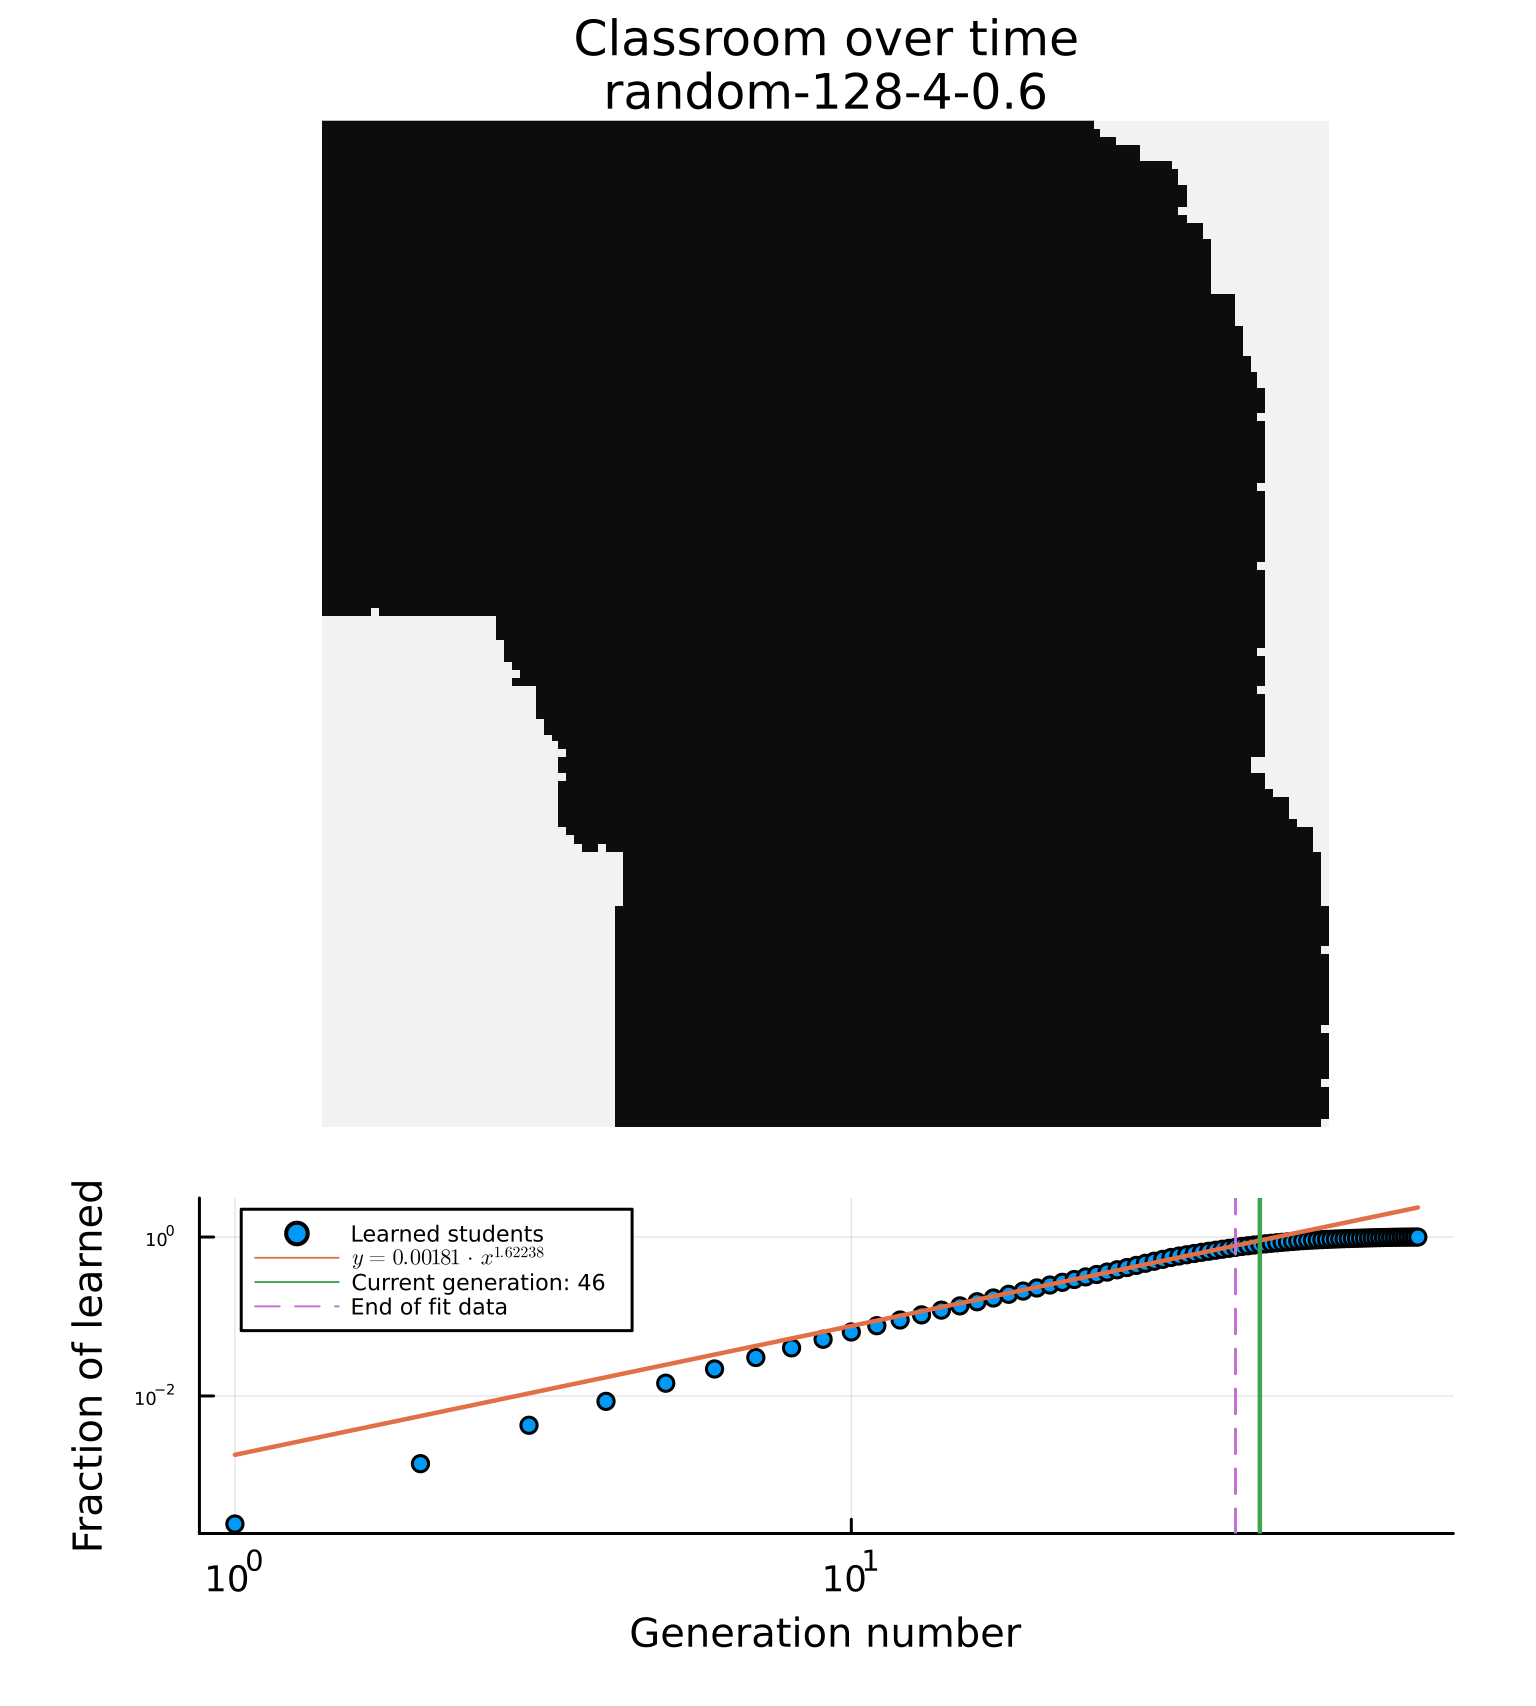 Classroom over time
random-128-4-0.6
Fraction of learned
10^0
10^−2
Learned students
y = 0.00181 · x^1.62238
Current generation: 46
End of fit data
10^0
10^1
Generation number